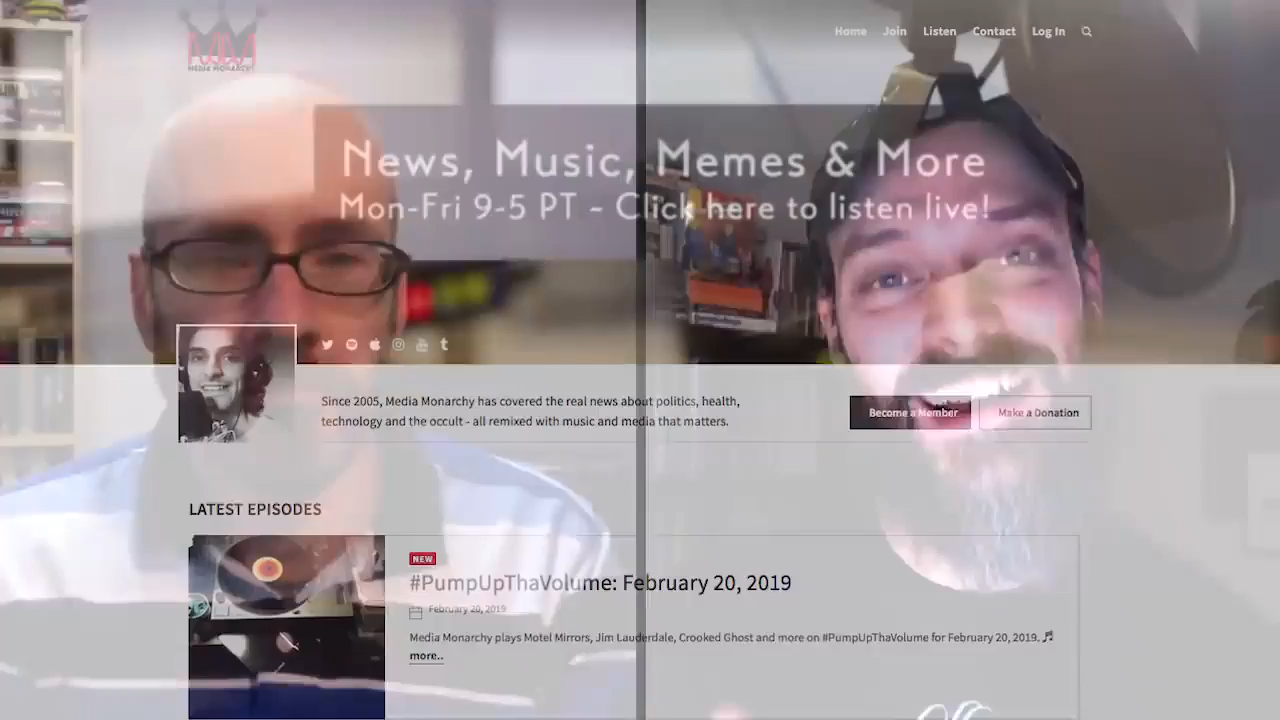 MEDIA MONARCHY
Home Join Listen Contact Log In
News, Music, Memes & More
Mon-Fri 9-5 PT ~ Click here to listen live!
Since 2005, Media Monarchy has covered the real news about politics, health,
technology and the occult - all remixed with music and media that matters.
Become a Member Make a Donation
LATEST EPISODES
NEW
#PumpUpThaVolume: February 20, 2019
February 20, 2019
Media Monarchy plays Motel Mirrors, Jim Lauderdale, Crooked Ghost and more on #PumpUpThaVolume for February 20, 2019. 🎵
more..